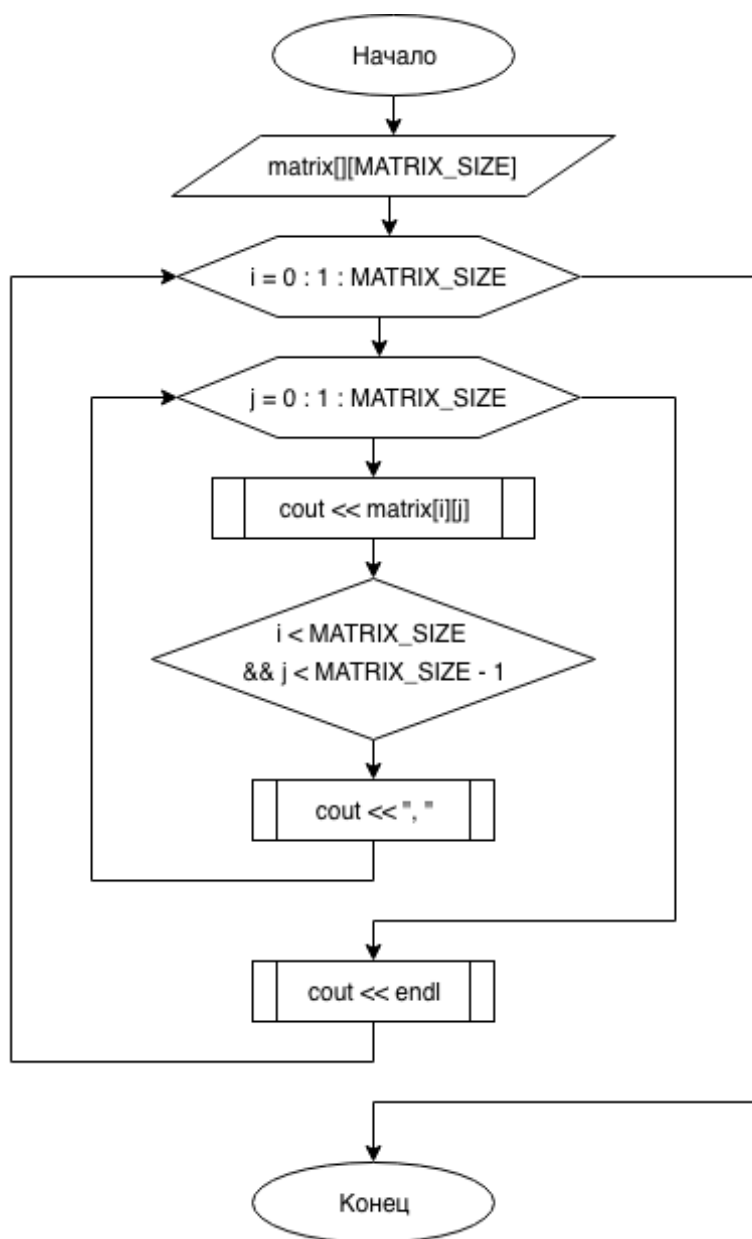 Начало
matrix[][MATRIX_SIZE]
i = 0 : 1 : MATRIX_SIZE
j = 0 : 1 : MATRIX_SIZE
cout << matrix[i][j]
i < MATRIX_SIZE
&& j < MATRIX_SIZE - 1
cout << ", "
cout << endl
Конец